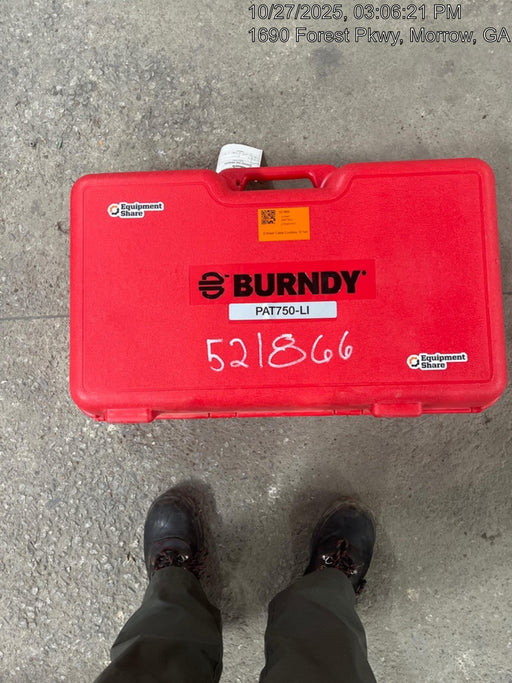 10/27/2025, 03:06:21 PM
1690 Forest Pkwy, Morrow, GA
Equipment
Share
BURNDY
PAT750-LI
521866
Equipment
Share